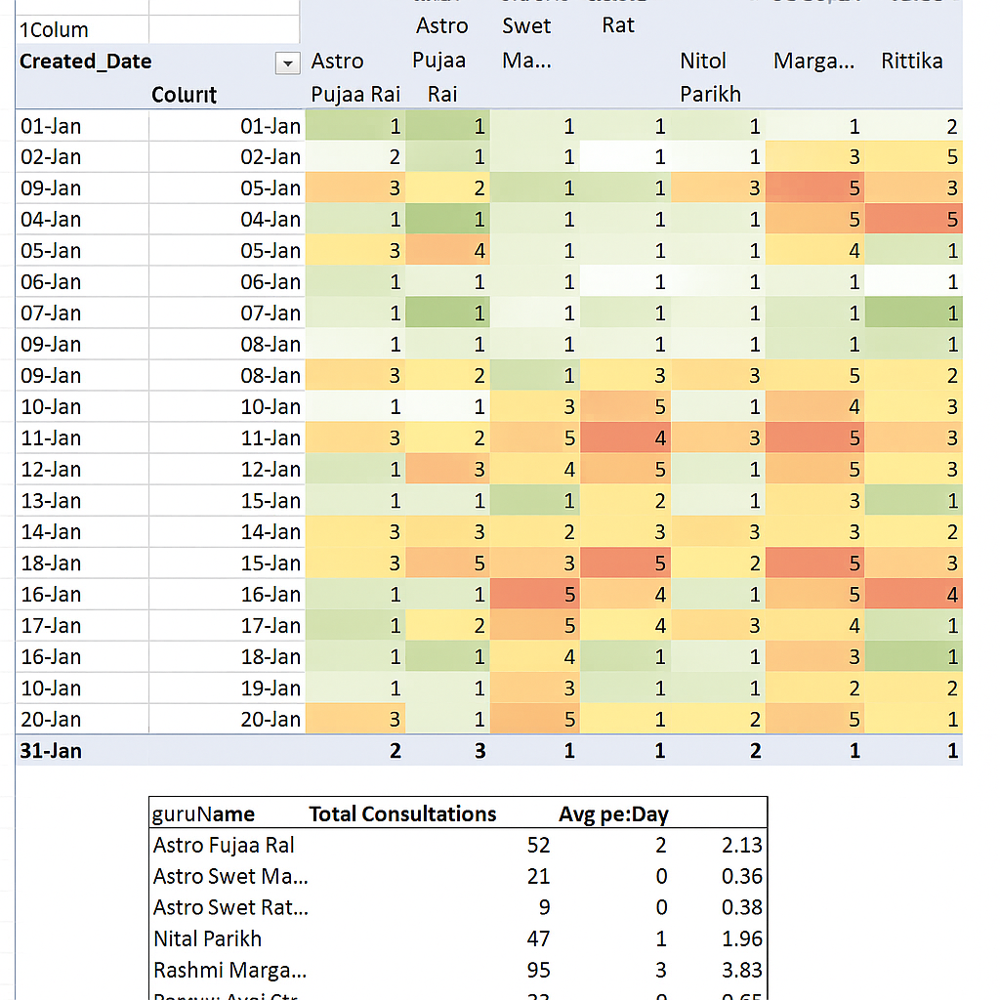 Astro Swet Rat
1Colum
Created_Date Astro Pujaa Ma... Nitol Marga... Rittika
Colurıt Pujaa Rai Rai Parikh
01-Jan 01-Jan 1 1 1 1 1 1 2
02-Jan 02-Jan 2 1 1 1 1 3 5
09-Jan 05-Jan 3 2 1 1 3 5 3
04-Jan 04-Jan 1 1 1 1 1 5 5
05-Jan 05-Jan 3 4 1 1 1 4 1
06-Jan 06-Jan 1 1 1 1 1 1 1
07-Jan 07-Jan 1 1 1 1 1 1 1
09-Jan 08-Jan 1 1 1 1 1 1 1
09-Jan 08-Jan 3 2 1 3 3 5 2
10-Jan 10-Jan 1 1 3 5 1 4 3
11-Jan 11-Jan 3 2 5 4 3 5 3
12-Jan 12-Jan 1 3 4 5 1 5 3
13-Jan 15-Jan 1 1 1 2 1 3 1
14-Jan 14-Jan 3 3 2 3 3 3 2
18-Jan 15-Jan 3 5 3 5 2 5 3
16-Jan 16-Jan 1 1 5 4 1 5 4
17-Jan 17-Jan 1 2 5 4 3 4 1
16-Jan 18-Jan 1 1 4 1 1 3 1
10-Jan 19-Jan 1 1 3 1 1 2 2
20-Jan 20-Jan 3 1 5 1 2 5 1
31-Jan 2 3 1 1 2 1 1
guruName Total Consultations Avg pe:Day
Astro Fujaa Ral 52 2 2.13
Astro Swet Ma... 21 0 0.36
Astro Swet Rat... 9 0 0.38
Nital Parikh 47 1 1.96
Rashmi Marga... 95 3 3.83